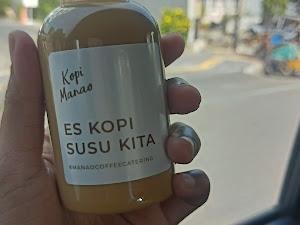 Kopi
Manao
ES KOPI
SUSU KITA
@MANAOCOFFEECATERING